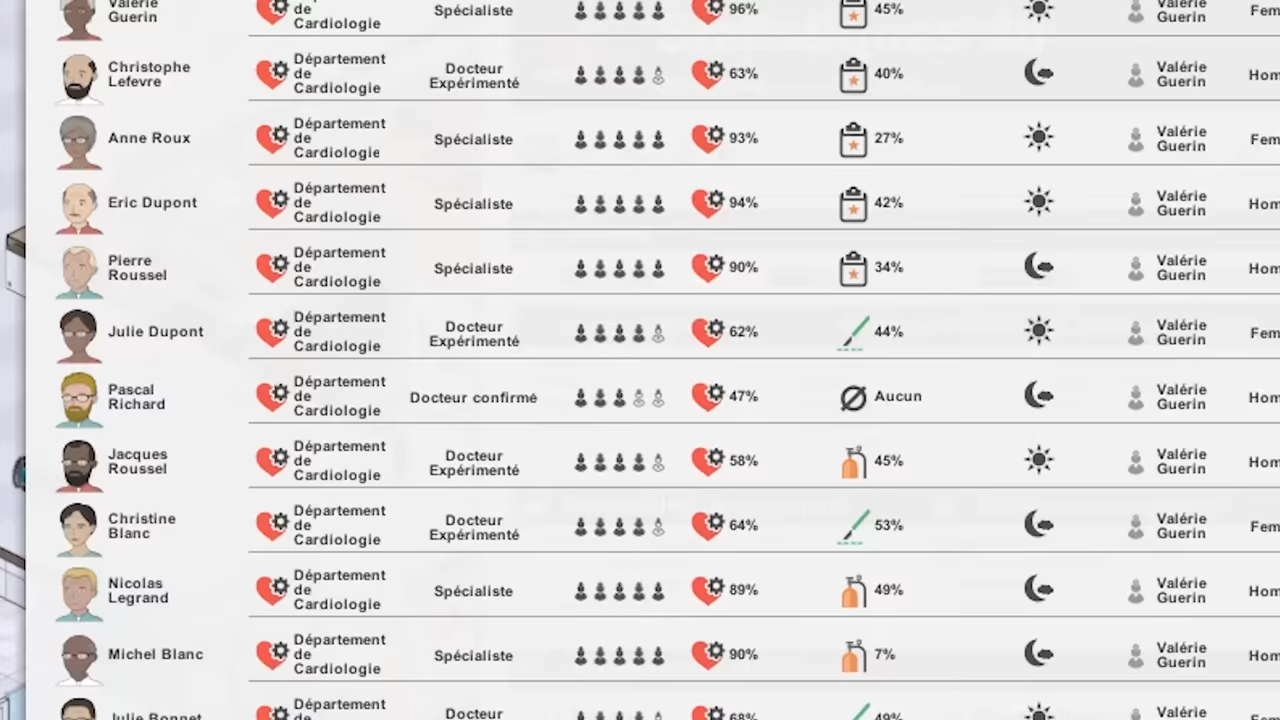 Valérie
Guerin
de
Cardiologie
Spécialiste
96%
45%
Valérie
Guerin
Fem
Christophe
Lefevre
Département
de
Cardiologie
Docteur
Expérimenté
63%
40%
Valérie
Guerin
Hom
Anne Roux
Département
de
Cardiologie
Spécialiste
93%
27%
Valérie
Guerin
Fem
Eric Dupont
Département
de
Cardiologie
Spécialiste
94%
42%
Valérie
Guerin
Hom
Pierre
Roussel
Département
de
Cardiologie
Spécialiste
90%
34%
Valérie
Guerin
Hom
Julie Dupont
Département
de
Cardiologie
Docteur
Expérimenté
62%
44%
Valérie
Guerin
Fem
Pascal
Richard
Département
de
Cardiologie
Docteur confirmé
47%
Aucun
Valérie
Guerin
Hom
Jacques
Roussel
Département
de
Cardiologie
Docteur
Expérimenté
58%
45%
Valérie
Guerin
Hom
Christine
Blanc
Département
de
Cardiologie
Docteur
Expérimenté
64%
53%
Valérie
Guerin
Fem
Nicolas
Legrand
Département
de
Cardiologie
Spécialiste
89%
49%
Valérie
Guerin
Hom
Michel Blanc
Département
de
Cardiologie
Spécialiste
90%
7%
Valérie
Guerin
Hom
Julie Bonnet
Département
de
Docteur
68%
49%
Valérie
Fem